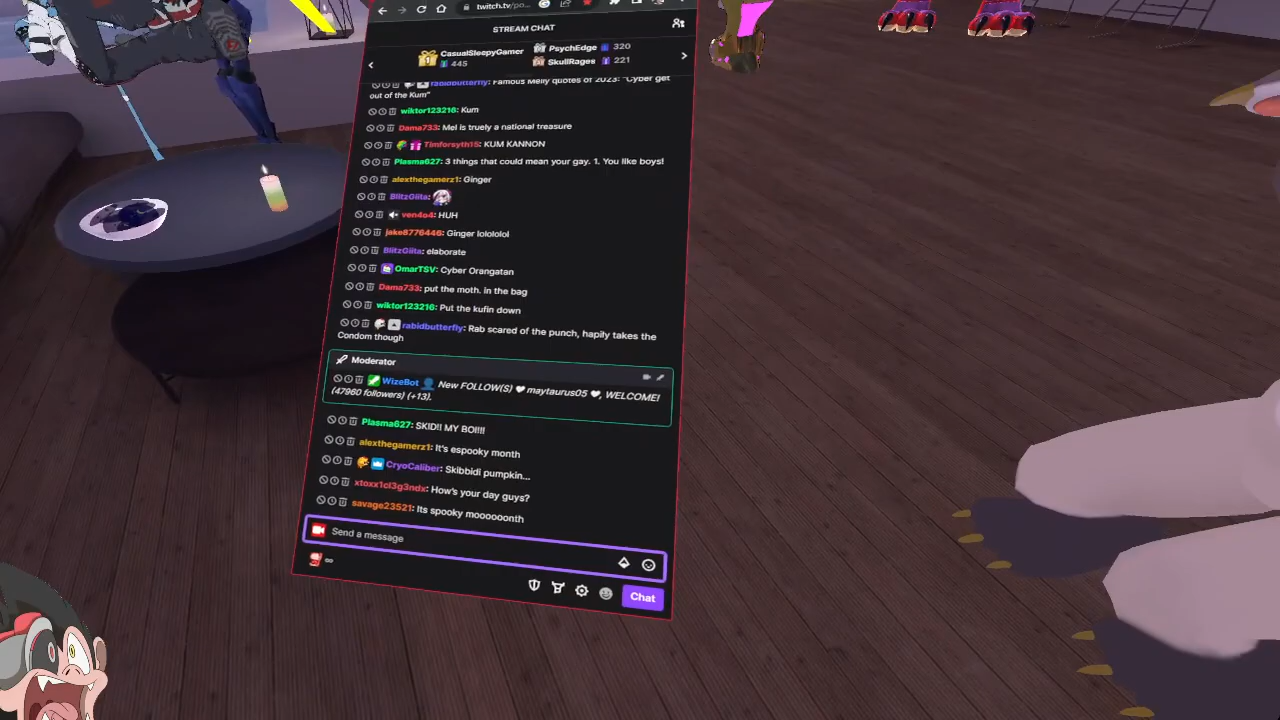 twitch.tv/po...
STREAM CHAT
CasualSleepyGamer
445
PsychEdge 320
SkullRages 221
rabidbutterfly: Famous Melly quotes of 2023: "Cyber get
out of the Kum"
wiktor123216: Kum
Dama733: Mel is truely a national treasure
Timforsyth15: KUM KANNON
Plasma627: 3 things that could mean your gay. 1. You like boys!
alexthegamerz1: Ginger
BlitzGiita:
ven4o4: HUH
jake8776446: Ginger lolololol
BlitzGiita: elaborate
OmarTSV: Cyber Orangatan
Dama733: put the moth. in the bag
wiktor123216: Put the kufin down
rabidbutterfly: Rab scared of the punch, hapily takes the
Condom though
Moderator
WizeBot New FOLLOW(S) ❤ maytaurus05 ❤, WELCOME!
(47960 followers) (+13).
Plasma627: SKID!! MY BOI!!!
alexthegamerz1: It's espooky month
CryoCaliber: Skibbidi pumpkin...
xtoxx1cl3g3ndx: How's your day guys?
savage23521: Its spooky moooooonth
Send a message
∞
Chat